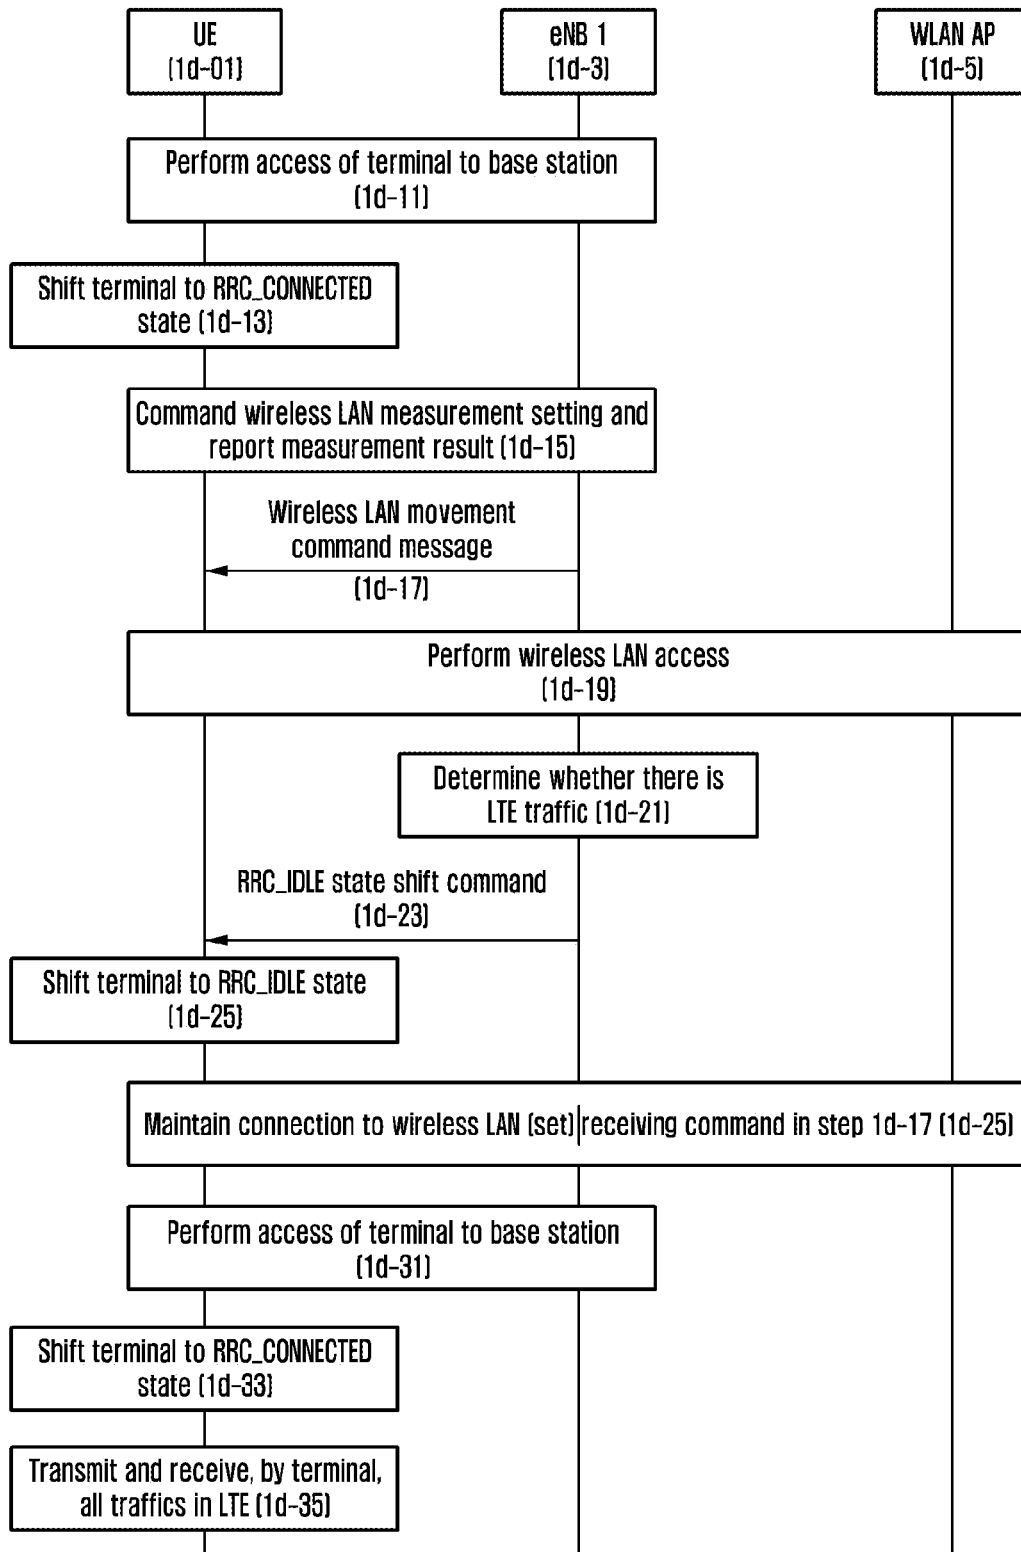 UE
(1d-01)
eNB 1
(1d-3)
WLAN AP
(1d-5)
Perform access of terminal to base station
(1d-11)
Shift terminal to RRC_CONNECTED
state (1d-13)
Command wireless LAN measurement setting and
report measurement result (1d-15)
Wireless LAN movement
command message
(1d-17)
Perform wireless LAN access
(1d-19)
Determine whether there is
LTE traffic (1d-21)
RRC_IDLE state shift command
(1d-23)
Shift terminal to RRC_IDLE state
(1d-25)
Maintain connection to wireless LAN (set) receiving command in step 1d-17 (1d-25)
Perform access of terminal to base station
(1d-31)
Shift terminal to RRC_CONNECTED
state (1d-33)
Transmit and receive, by terminal,
all traffics in LTE (1d-35)